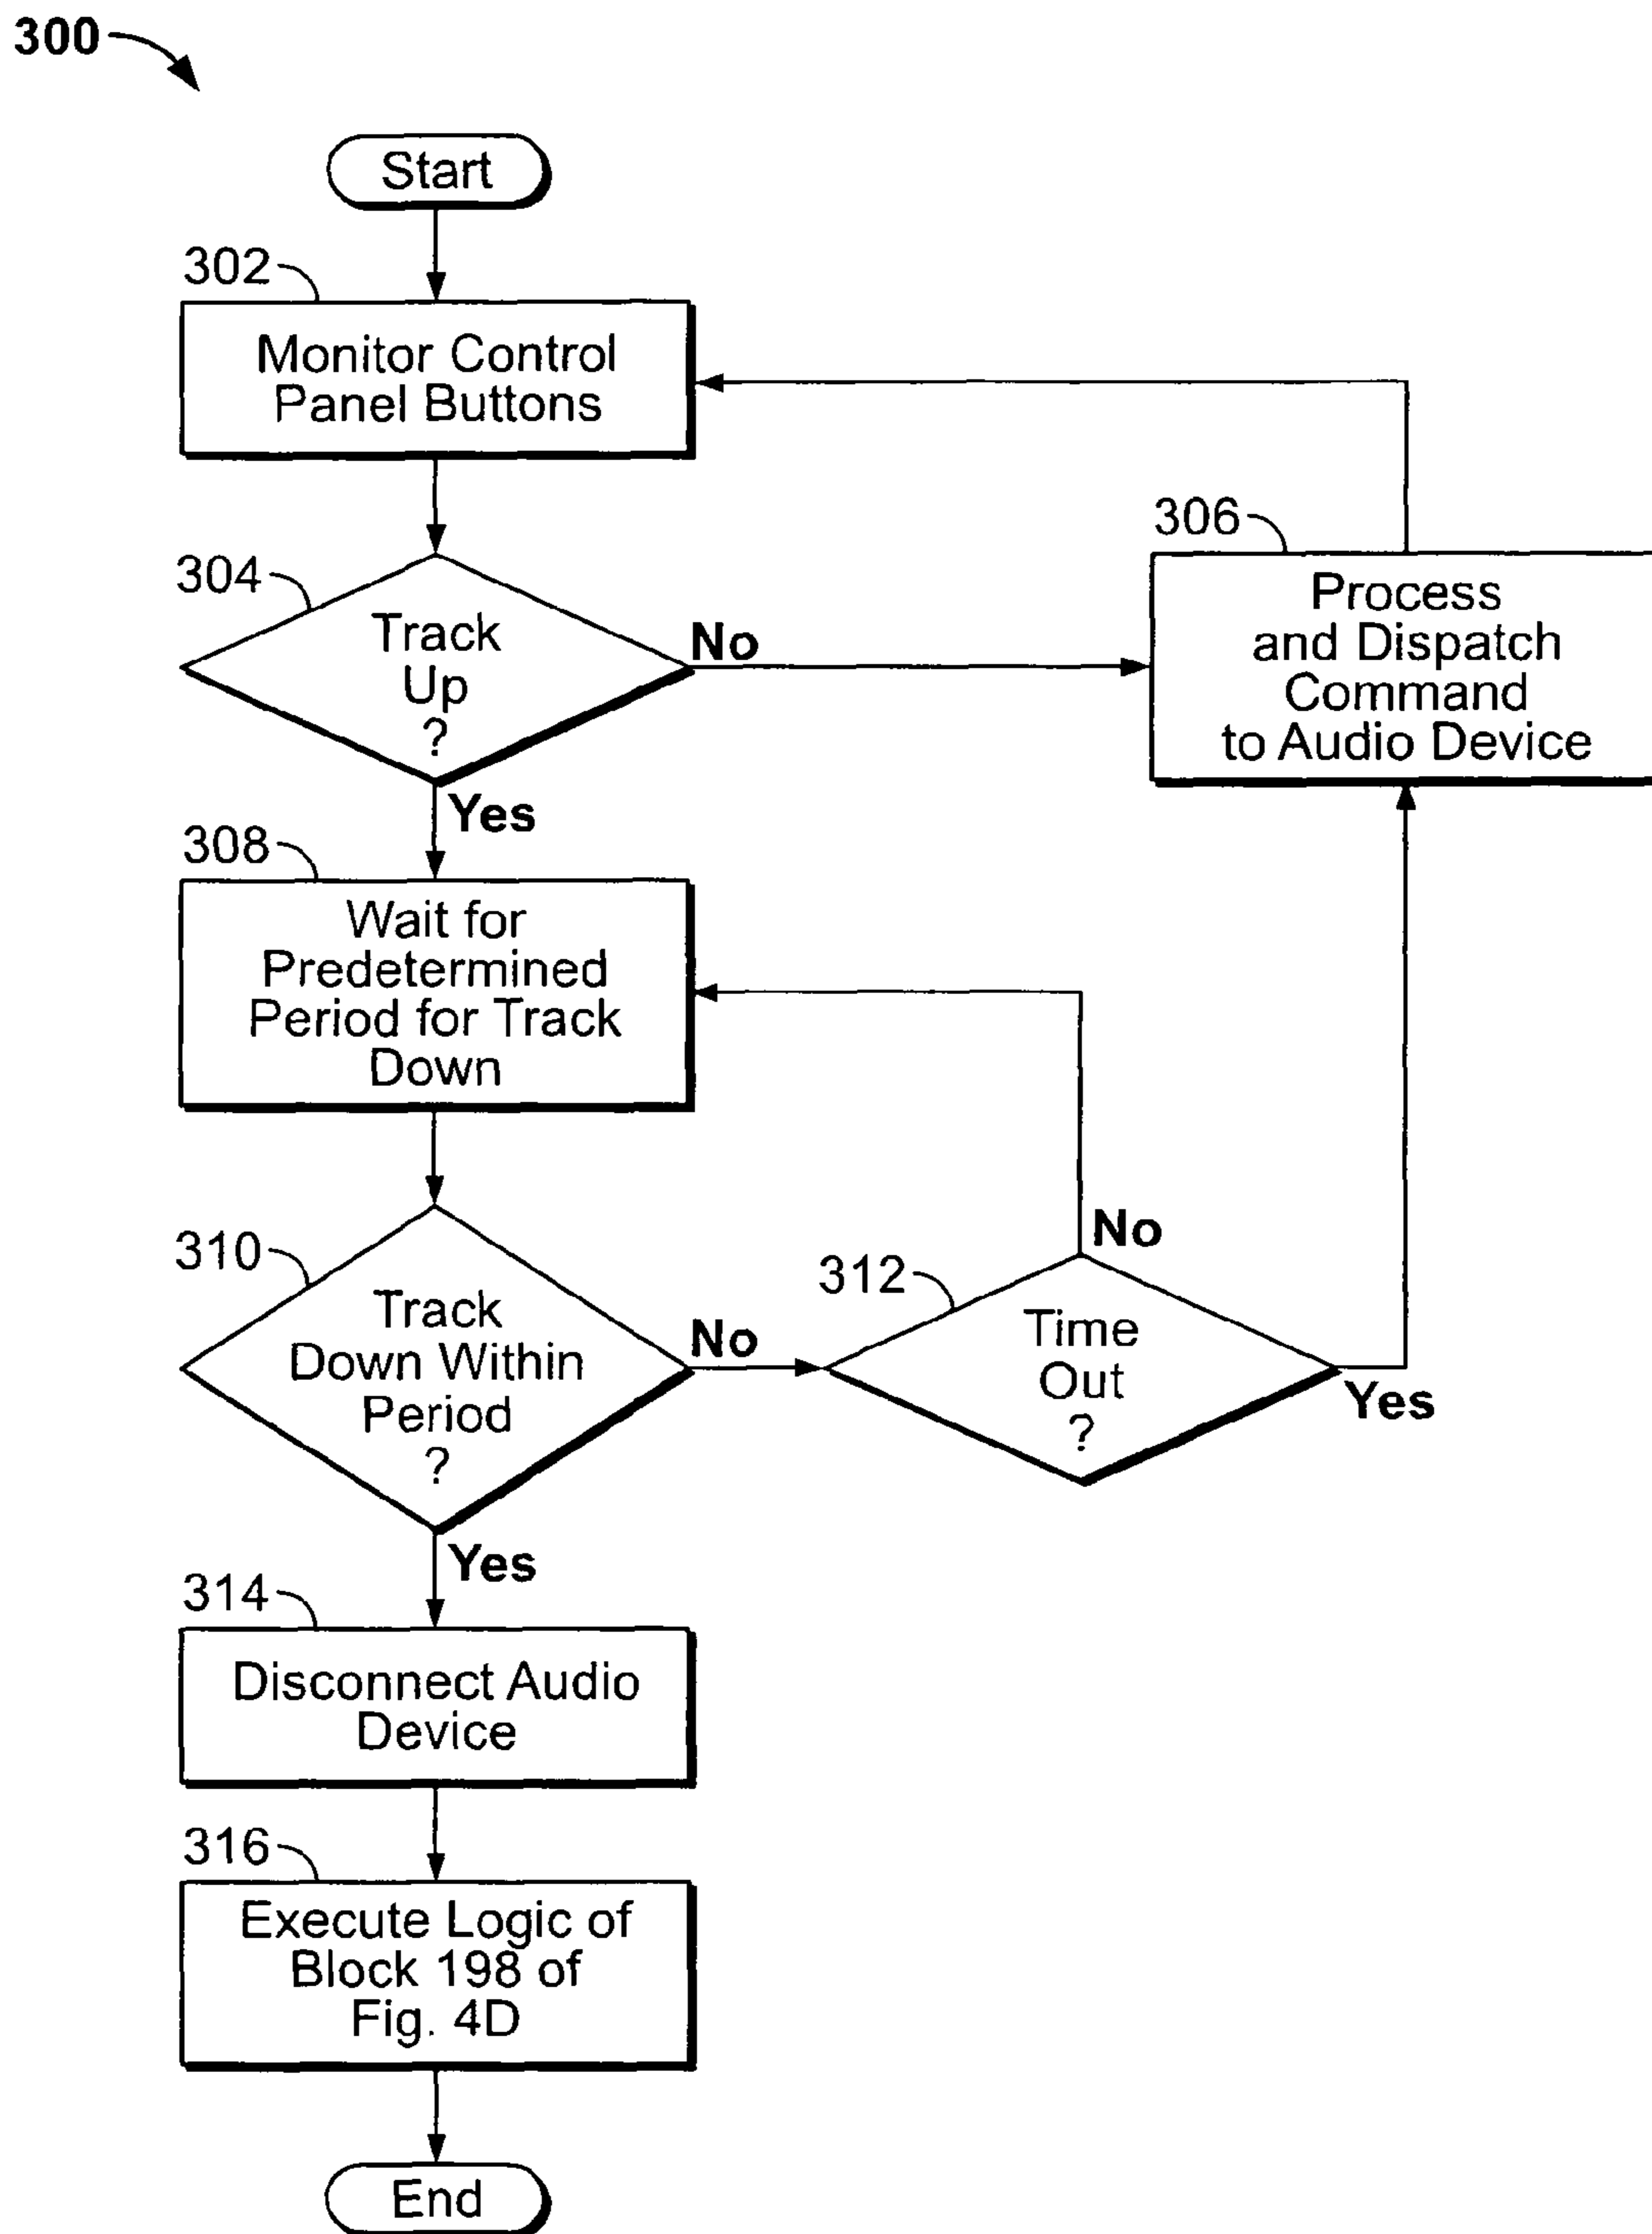 300
Start
302
Monitor Control
Panel Buttons
304
Track
Up
?
No
306
Process
and Dispatch
Command
to Audio Device
Yes
308
Wait for
Predetermined
Period for Track
Down
310
Track
Down Within
Period
?
No
312
Time
Out
?
No
Yes
Yes
314
Disconnect Audio
Device
316
Execute Logic of
Block 198 of
Fig. 4D
End